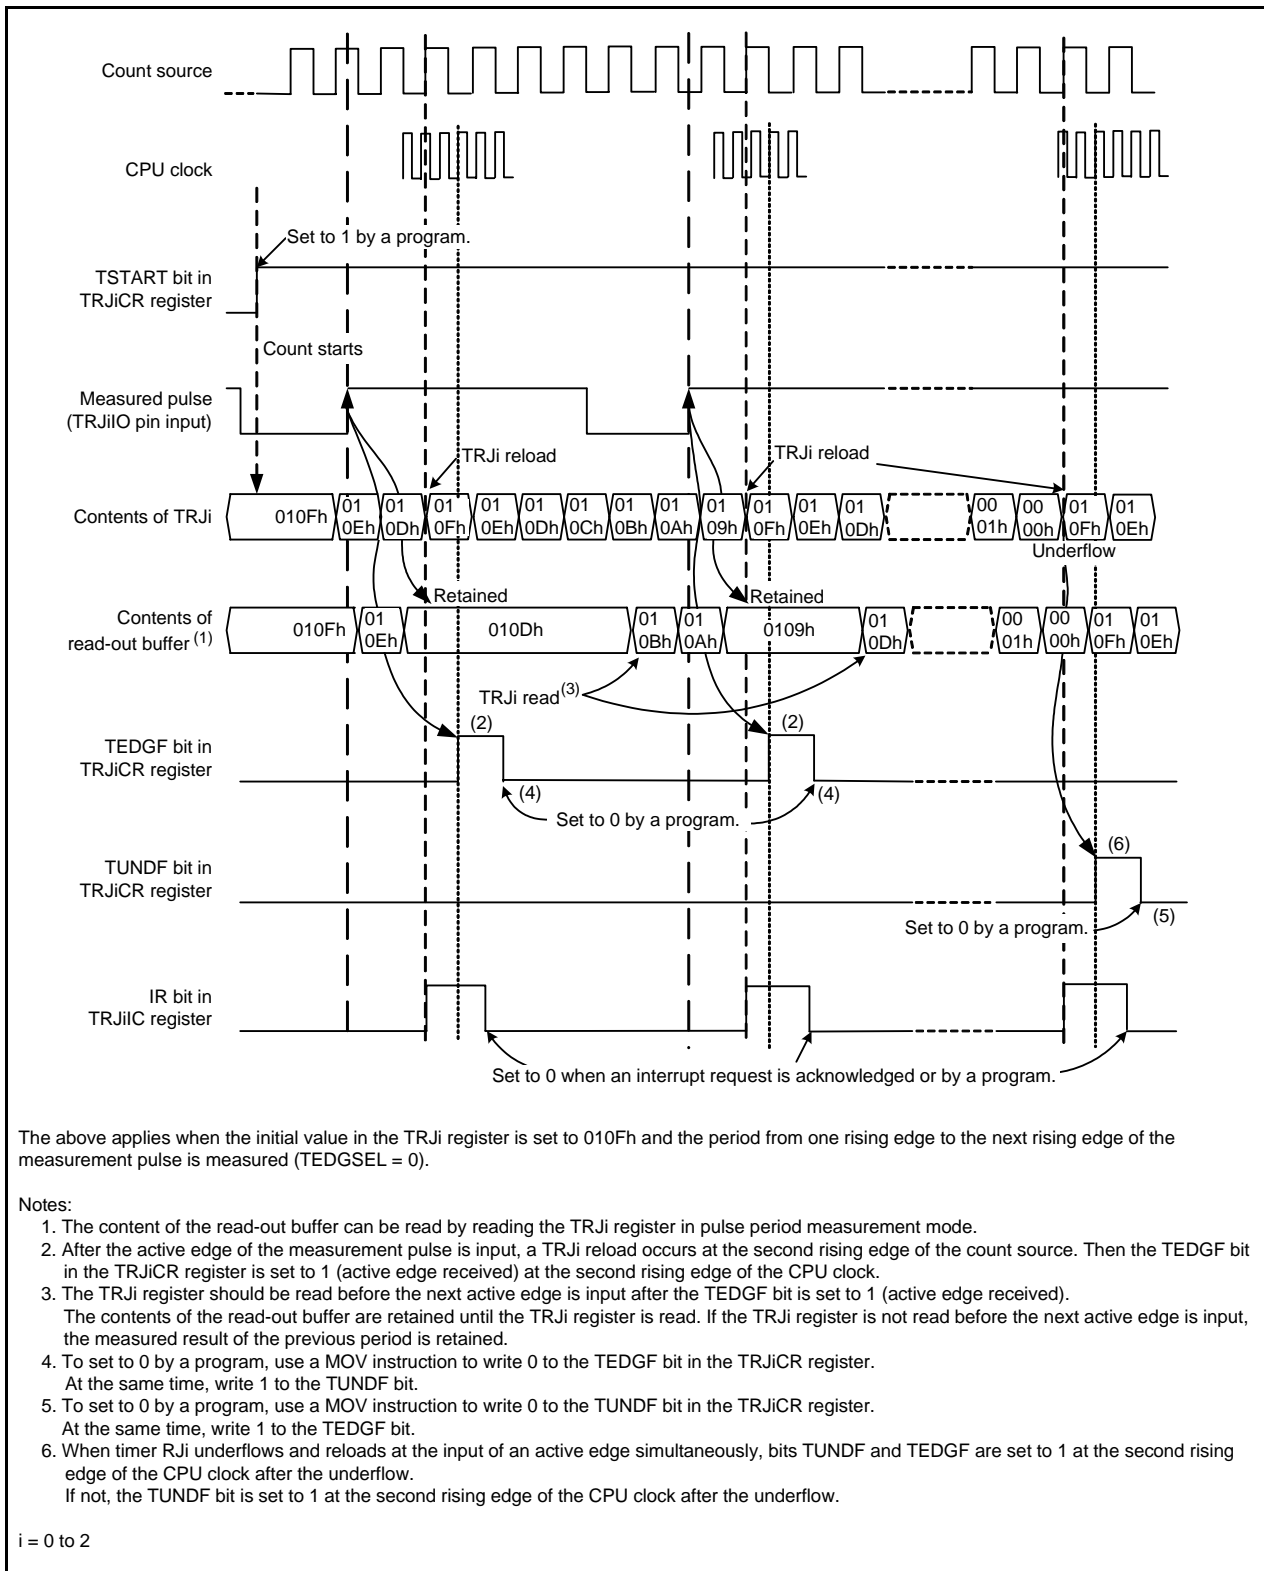 Count source
CPU clock
Set to 1 by a program.
TSTART bit in
TRJiCR register
Count starts
Measured pulse
(TRJiIO pin input)
TRJi reload
TRJi reload
Contents of TRJi
010Fh
01 0Eh
01 0Dh
01 0Fh
01 0Eh
01 0Dh
01 0Ch
01 0Bh
01 0Ah
01 09h
01 0Fh
01 0Eh
01 0Dh
00 01h
00 00h
01 0Fh
01 0Eh
Underflow
Retained
Retained
Contents of
read-out buffer (1)
010Fh
01 0Eh
010Dh
01 0Bh
01 0Ah
0109h
01 0Dh
00 01h
00 00h
01 0Fh
01 0Eh
TRJi read(3)
(2)
(2)
TEDGF bit in
TRJiCR register
(4)
(4)
Set to 0 by a program.
(6)
TUNDF bit in
TRJiCR register
(5)
Set to 0 by a program.
IR bit in
TRJiIC register
Set to 0 when an interrupt request is acknowledged or by a program.
The above applies when the initial value in the TRJi register is set to 010Fh and the period from one rising edge to the next rising edge of the
measurement pulse is measured (TEDGSEL = 0).
Notes:
1. The content of the read-out buffer can be read by reading the TRJi register in pulse period measurement mode.
2. After the active edge of the measurement pulse is input, a TRJi reload occurs at the second rising edge of the count source. Then the TEDGF bit
in the TRJiCR register is set to 1 (active edge received) at the second rising edge of the CPU clock.
3. The TRJi register should be read before the next active edge is input after the TEDGF bit is set to 1 (active edge received).
The contents of the read-out buffer are retained until the TRJi register is read. If the TRJi register is not read before the next active edge is input,
the measured result of the previous period is retained.
4. To set to 0 by a program, use a MOV instruction to write 0 to the TEDGF bit in the TRJiCR register.
At the same time, write 1 to the TUNDF bit.
5. To set to 0 by a program, use a MOV instruction to write 0 to the TUNDF bit in the TRJiCR register.
At the same time, write 1 to the TEDGF bit.
6. When timer RJi underflows and reloads at the input of an active edge simultaneously, bits TUNDF and TEDGF are set to 1 at the second rising
edge of the CPU clock after the underflow.
If not, the TUNDF bit is set to 1 at the second rising edge of the CPU clock after the underflow.
i = 0 to 2